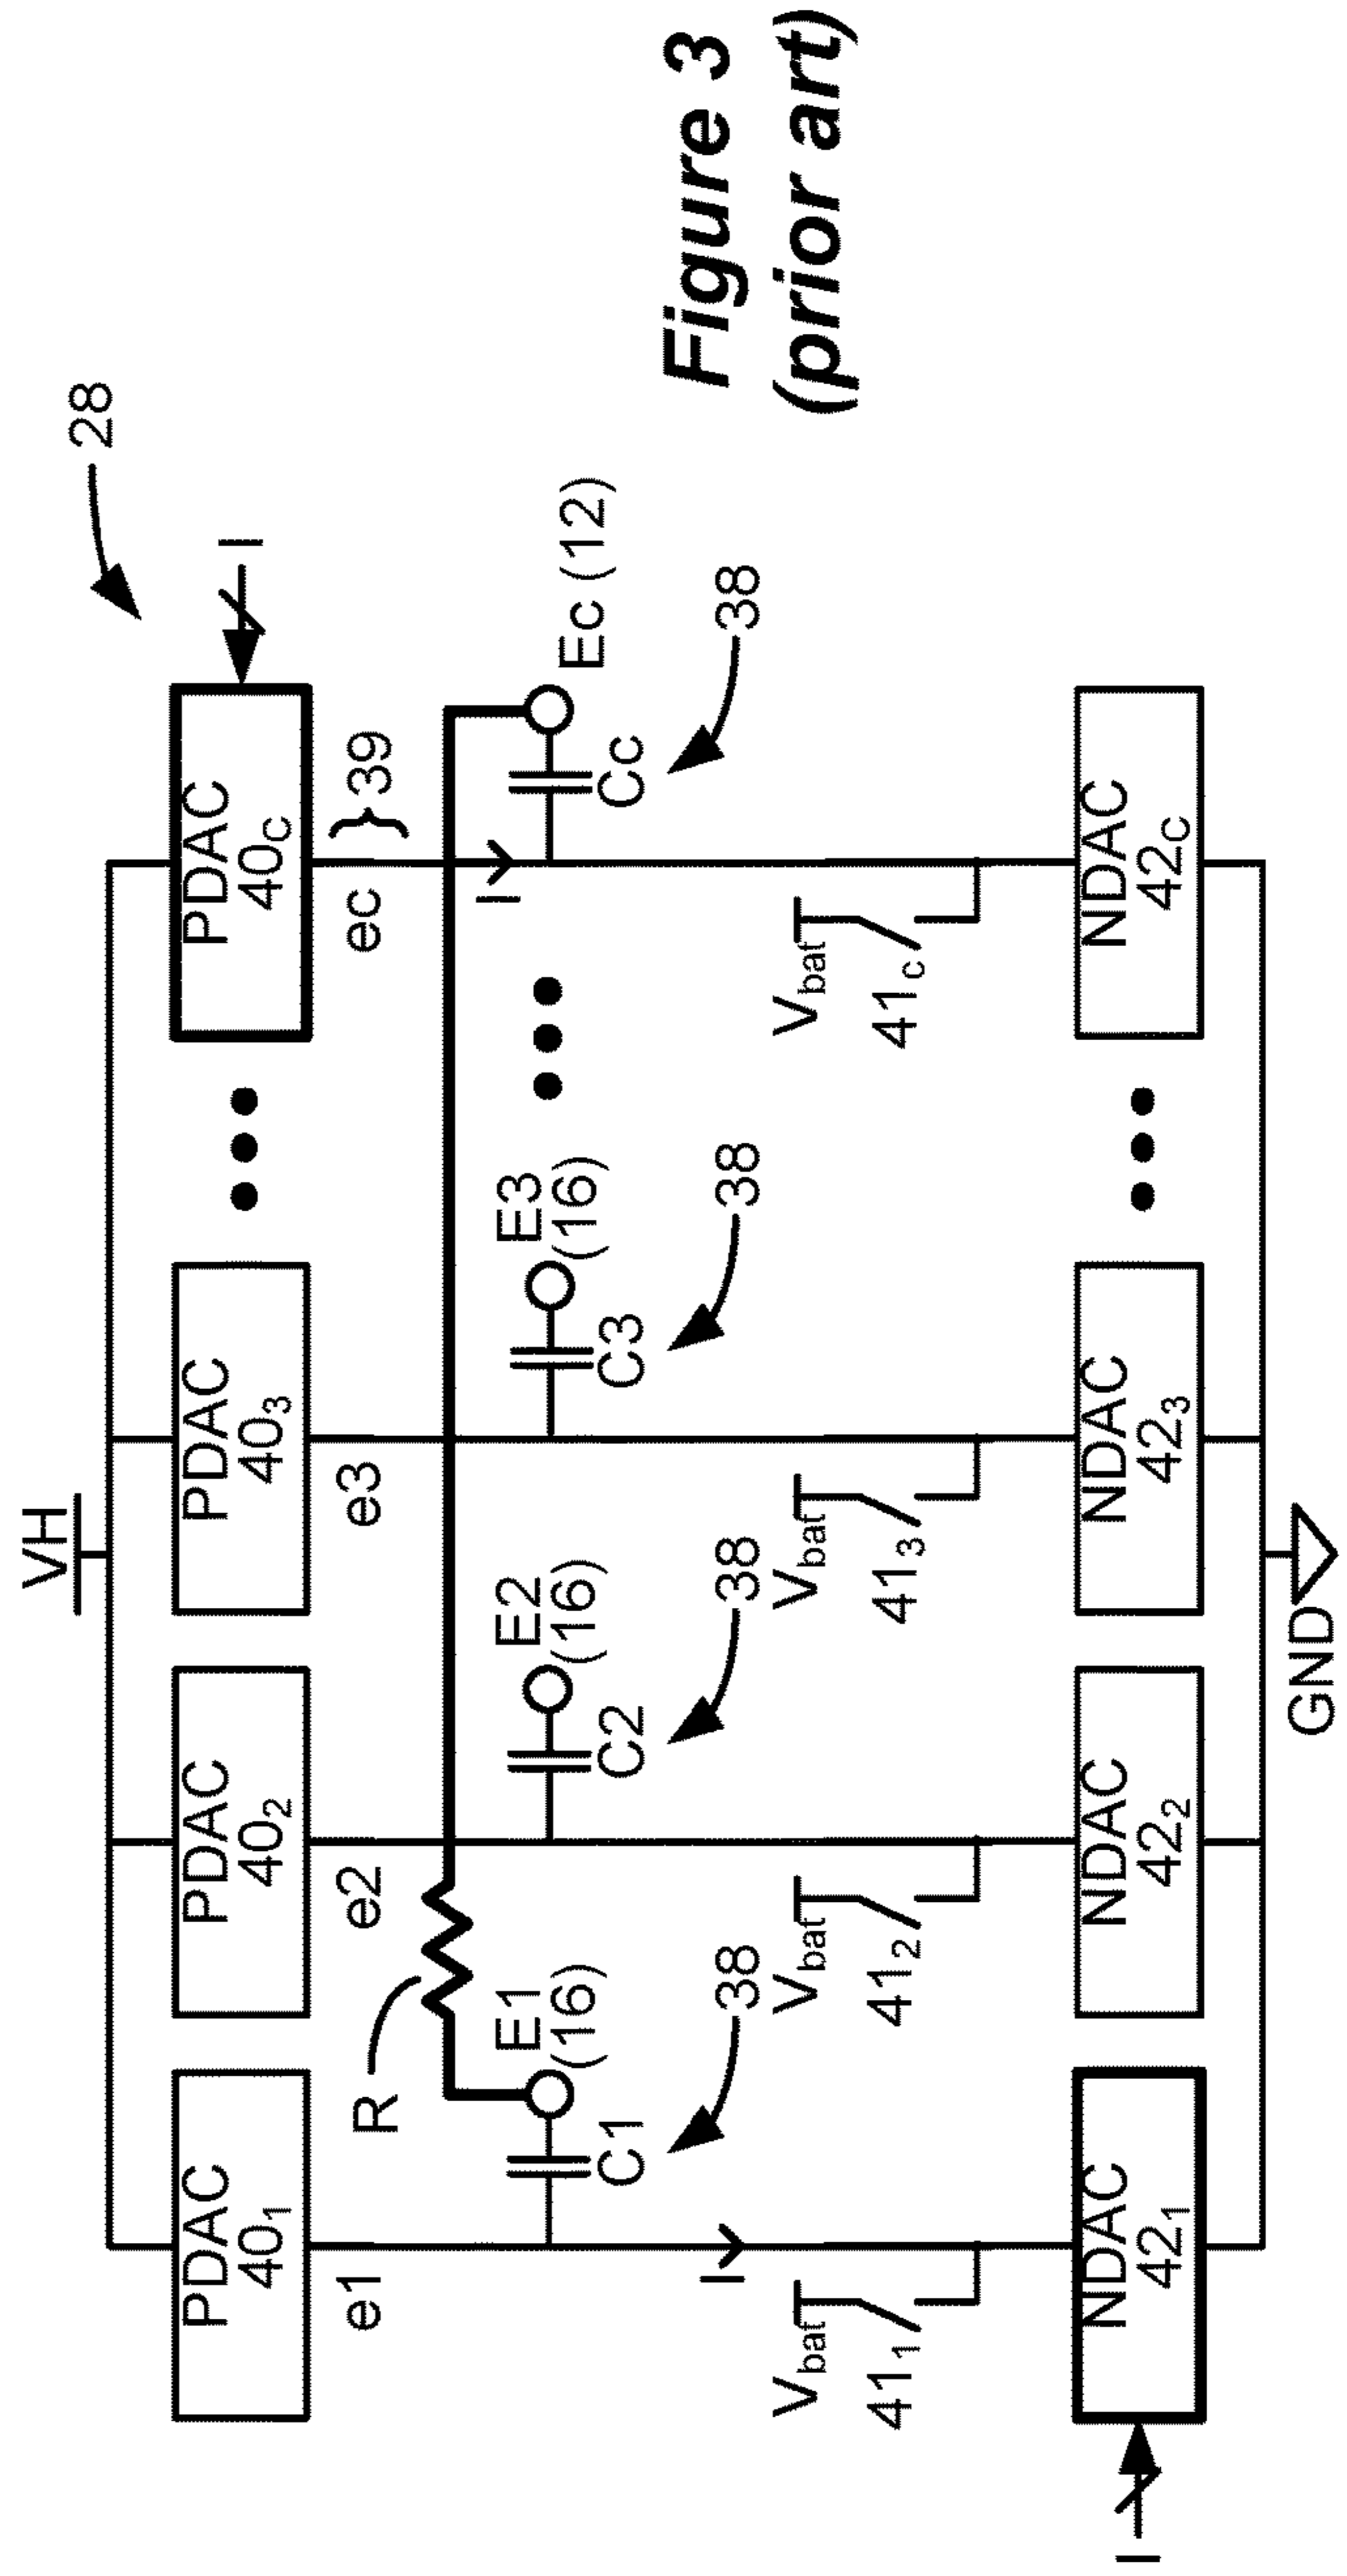 VH
28
PDAC
40₁
PDAC
40₂
PDAC
40₃
PDAC
40C
I
e1
e2
e3
ec
}39
R
I
E1
(16)
E2
(16)
E3
(16)
Ec (12)
C1
C2
C3
Cc
I
38
38
38
38
Vbat
41₁
Vbat
41₂
Vbat
41₃
Vbat
41c
I
NDAC
42₁
NDAC
42₂
NDAC
42₃
NDAC
42C
GND
Figure 3
(prior art)